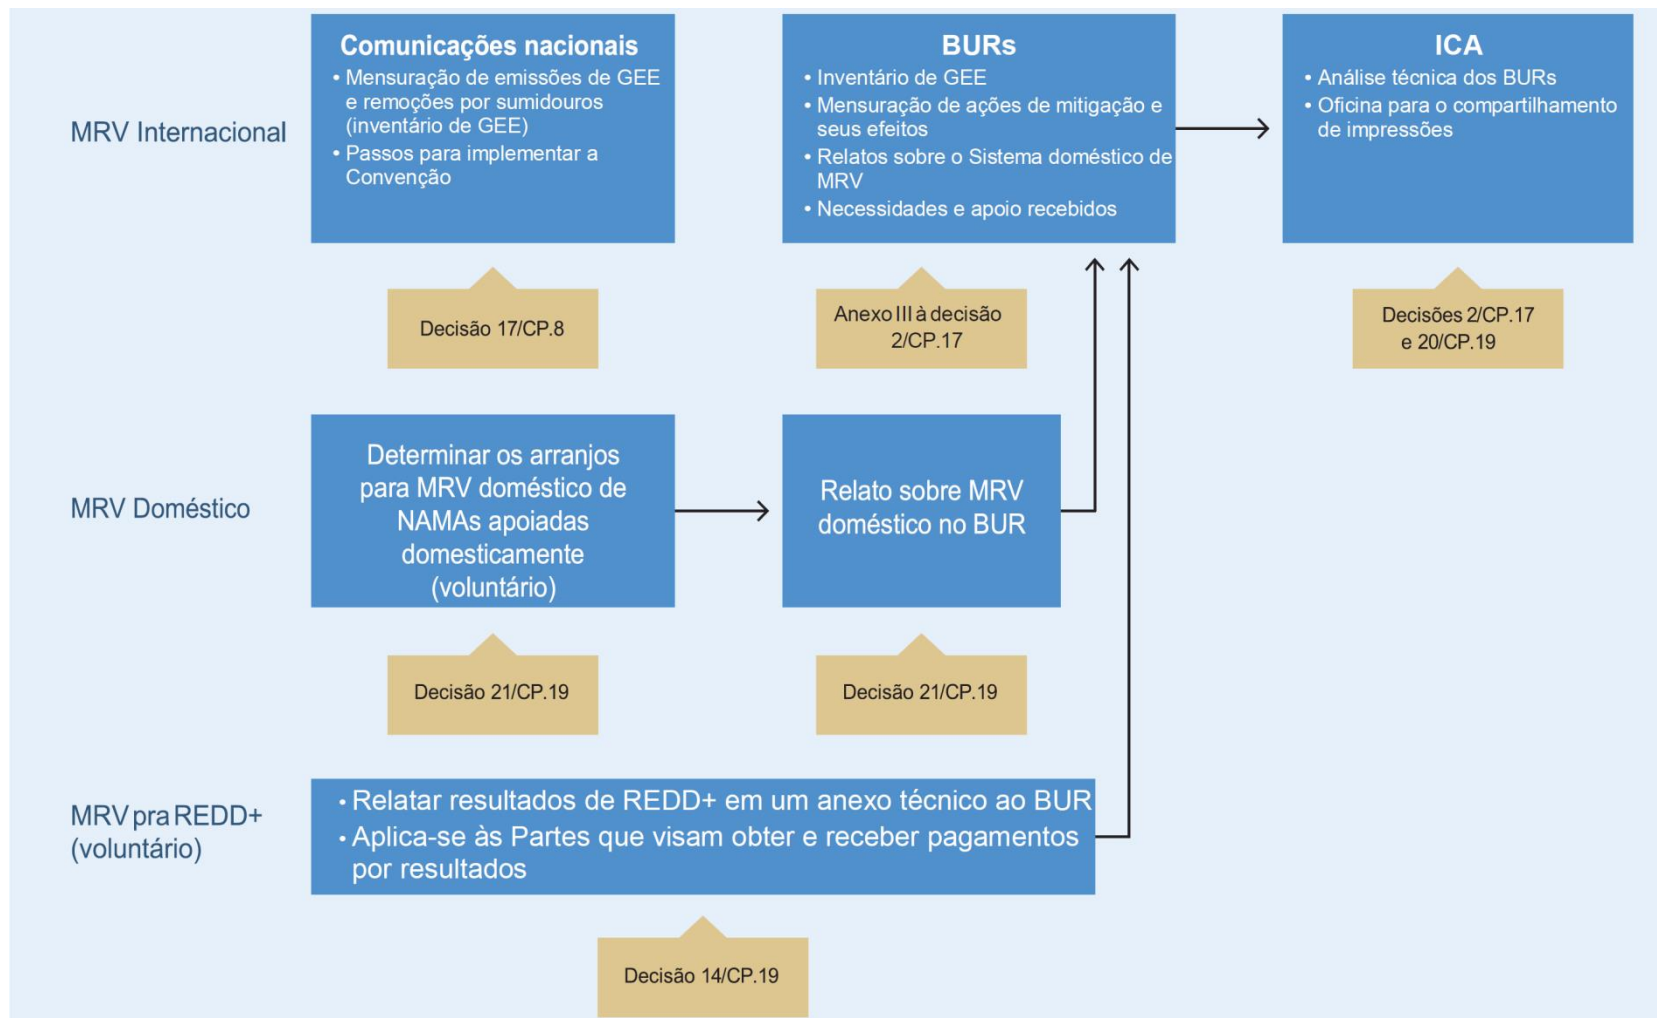 MRV Internacional
Comunicações nacionais
• Mensuração de emissões de GEE
e remoções por sumidouros
(inventário de GEE)
• Passos para implementar a
Convenção
BURs
• Inventário de GEE
• Mensuração de ações de mitigação e
seus efeitos
• Relatos sobre o Sistema doméstico de
MRV
• Necessidades e apoio recebidos
ICA
• Análise técnica dos BURs
• Oficina para o compartilhamento
de impressões
Decisão 17/CP.8
Anexo III à decisão
2/CP.17
Decisões 2/CP.17
e 20/CP.19
MRV Doméstico
Determinar os arranjos
para MRV doméstico de
NAMAs apoiadas
domesticamente
(voluntário)
Relato sobre MRV
doméstico no BUR
Decisão 21/CP.19
Decisão 21/CP.19
MRV pra REDD+
(voluntário)
• Relatar resultados de REDD+ em um anexo técnico ao BUR
• Aplica-se às Partes que visam obter e receber pagamentos
por resultados
Decisão 14/CP.19